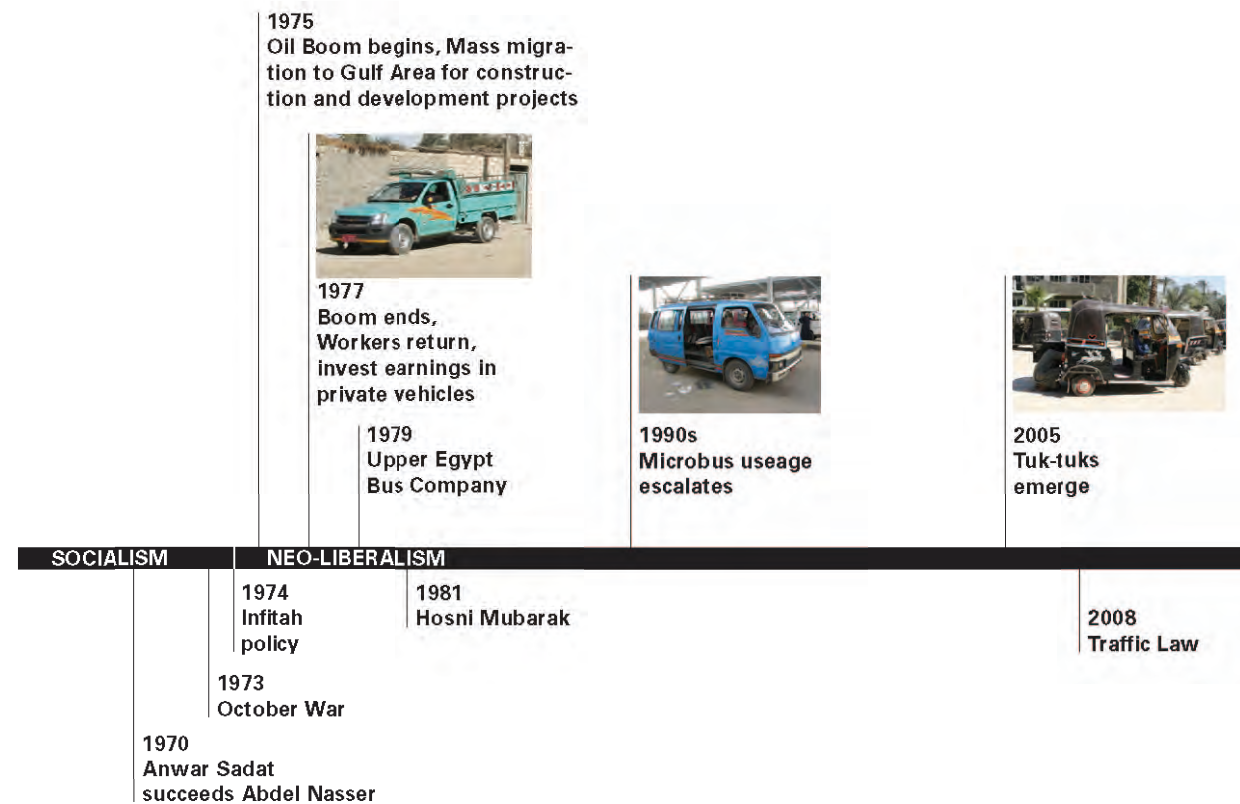 1975
Oil Boom begins, Mass migra-
tion to Gulf Area for construc-
tion and development projects
1977
Boom ends,
Workers return,
invest earnings in
private vehicles
1979
Upper Egypt
Bus Company
1990s
Microbus useage
escalates
2005
Tuk-tuks
emerge
SOCIALISM
NEO-LIBERALISM
1974
Infitah
policy
1981
Hosni Mubarak
2008
Traffic Law
1973
October War
1970
Anwar Sadat
succeeds Abdel Nasser